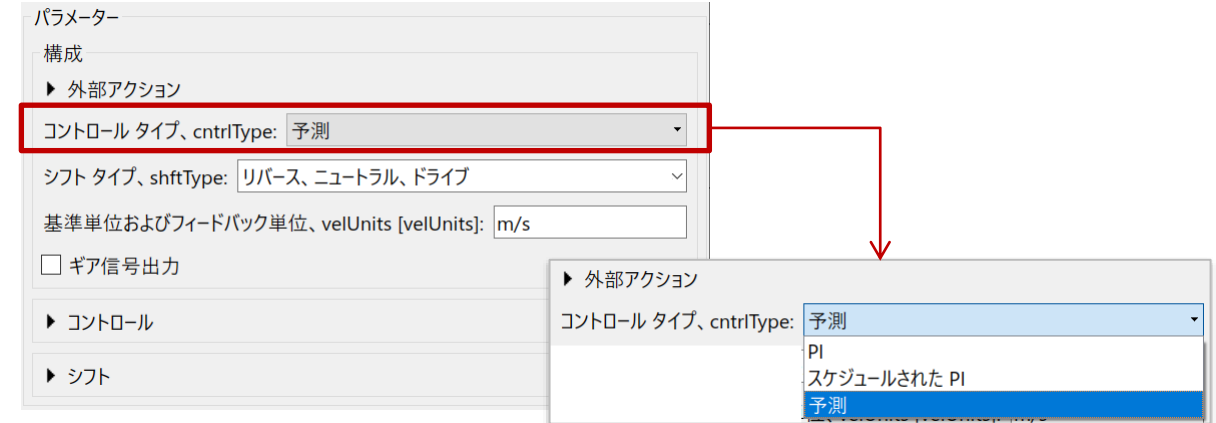 パラメーター
構成
外部アクション
コントロール タイプ、cntrlType: 予測
シフト タイプ、shftType: リバース、ニュートラル、ドライブ
基準単位およびフィードバック単位、velUnits [velUnits]: m/s
ギア信号出力
コントロール
シフト
外部アクション
コントロール タイプ、cntrlType: 予測
PI
スケジュールされた PI
予測